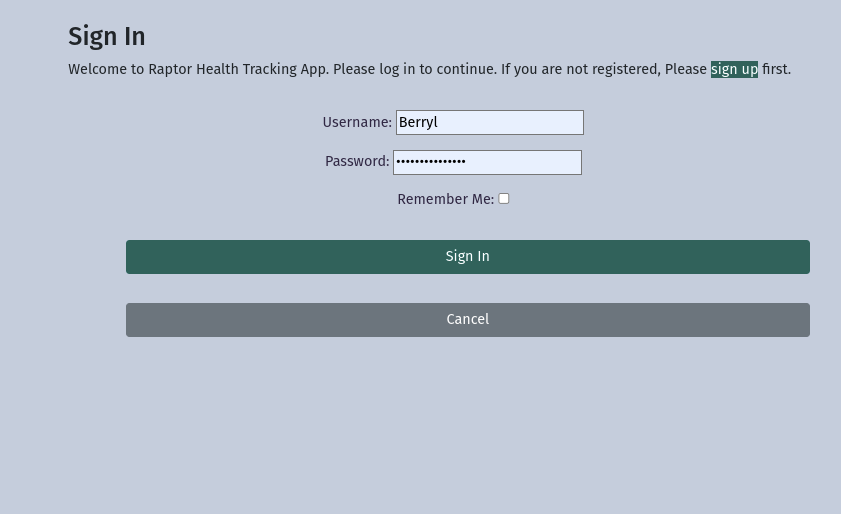 Sign In
Welcome to Raptor Health Tracking App. Please log in to continue. If you are not registered, Please sign up first.
Username: Berryl
Password: •••••••••••••••
Remember Me:
Sign In
Cancel